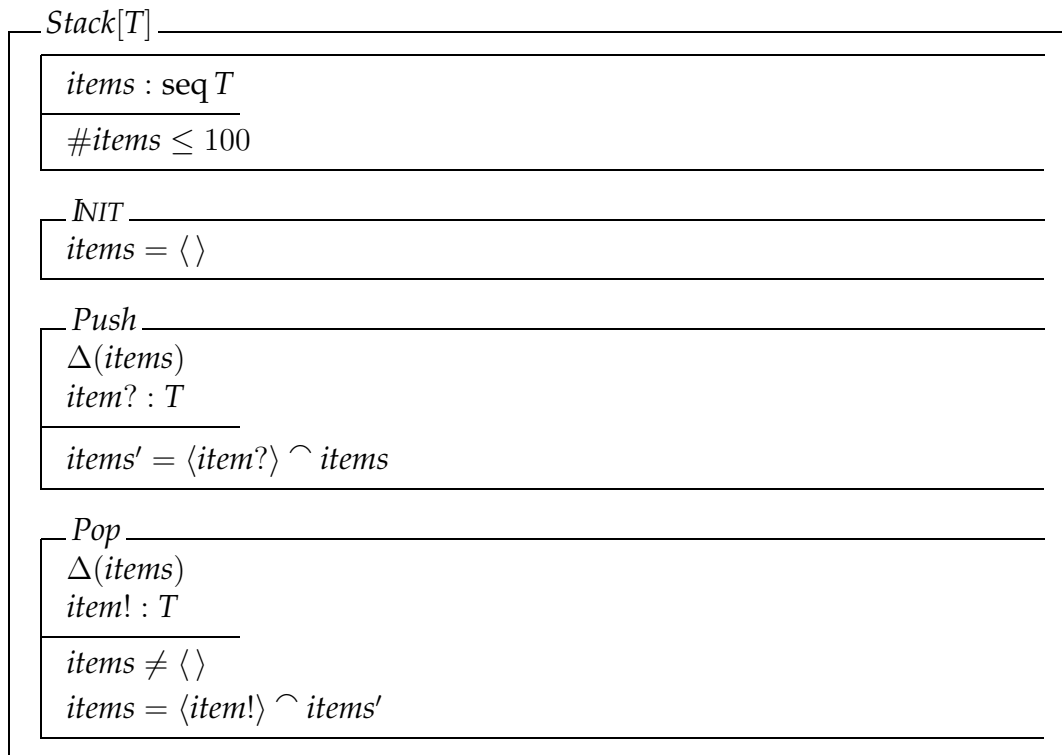 Stack[T]
items : seq T
#items ≤ 100
INIT
items = ⟨ ⟩
Push
Δ(items)
item? : T
items′ = ⟨item?⟩ ⌢ items
Pop
Δ(items)
item! : T
items ≠ ⟨ ⟩
items = ⟨item!⟩ ⌢ items′